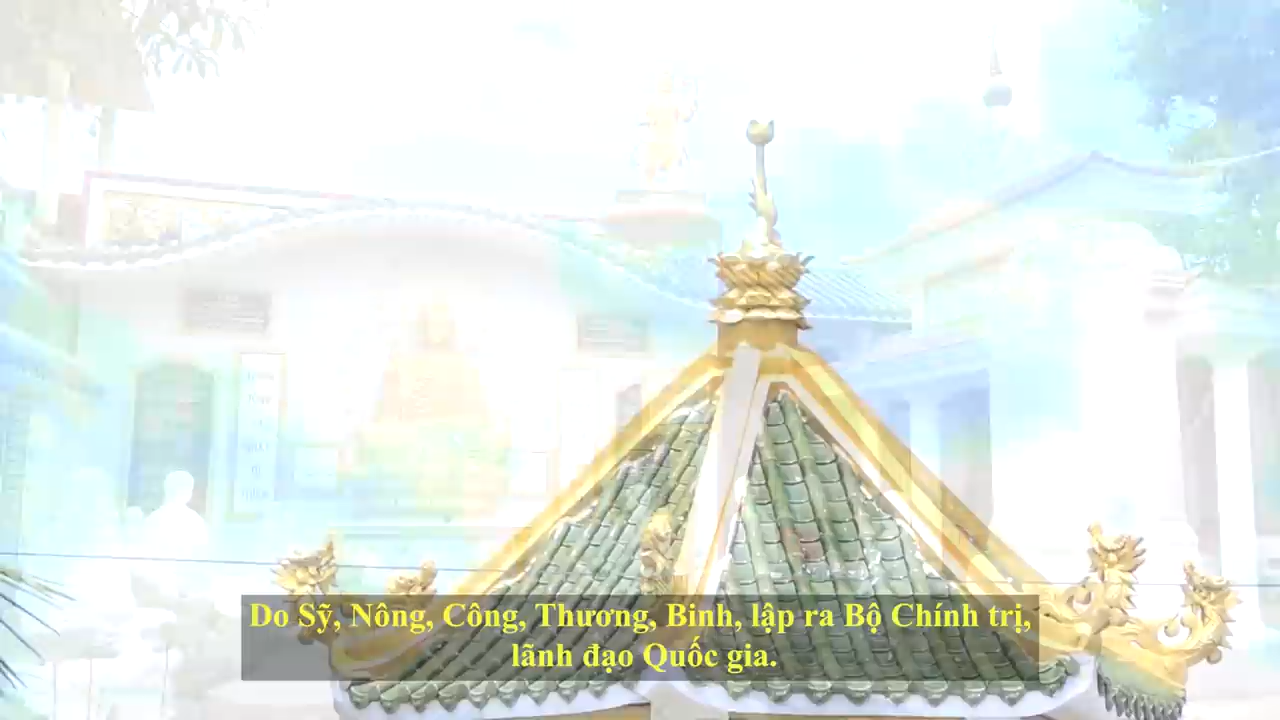 Do Sỹ, Nông, Công, Thương, Binh, lập ra Bộ Chính trị,
lãnh đạo Quốc gia.